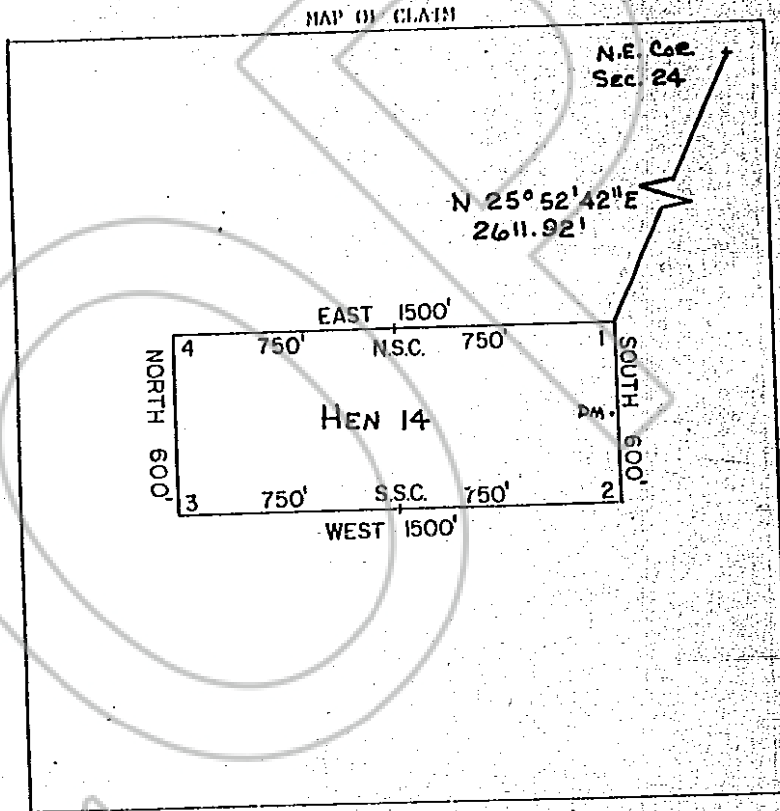 MAP OF CLAIM
N.E. Cor.
Sec. 24
N 25° 52' 42" E
2611.92'
EAST 1500'
4 750' N.S.C. 750' 1
NORTH 600'
SOUTH 600'
HEN 14
DM.
3 750' S.S.C. 750' 2
WEST 1500'